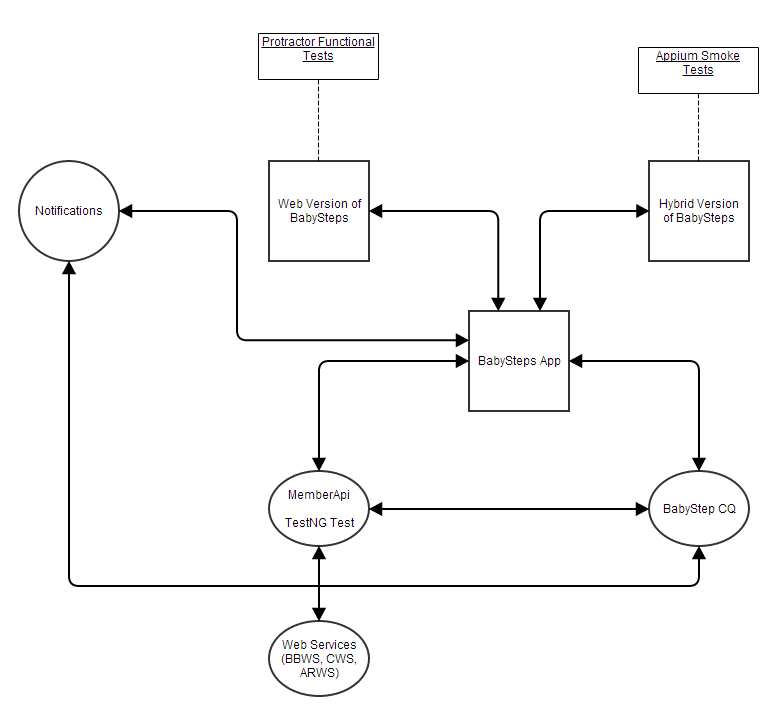 Protractor Functional
Tests
Appium Smoke
Tests
Notifications
Web Version of
BabySteps
Hybrid Version
of BabySteps
BabySteps App
MemberApi
TestNG Test
BabyStep CQ
Web Services
(BBWS, CWS,
ARWS)